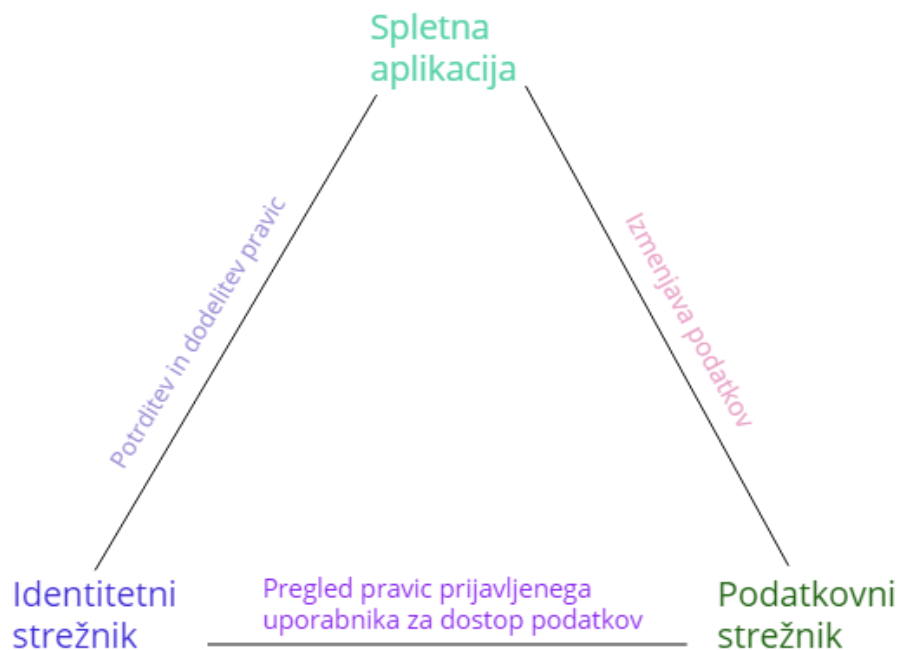 Spletna
aplikacija
Potrditev in dodelitev pravic
Izmenjava podatkov
Identitetni
strežnik
Pregled pravic prijavljenega
uporabnika za dostop podatkov
Podatkovni
strežnik